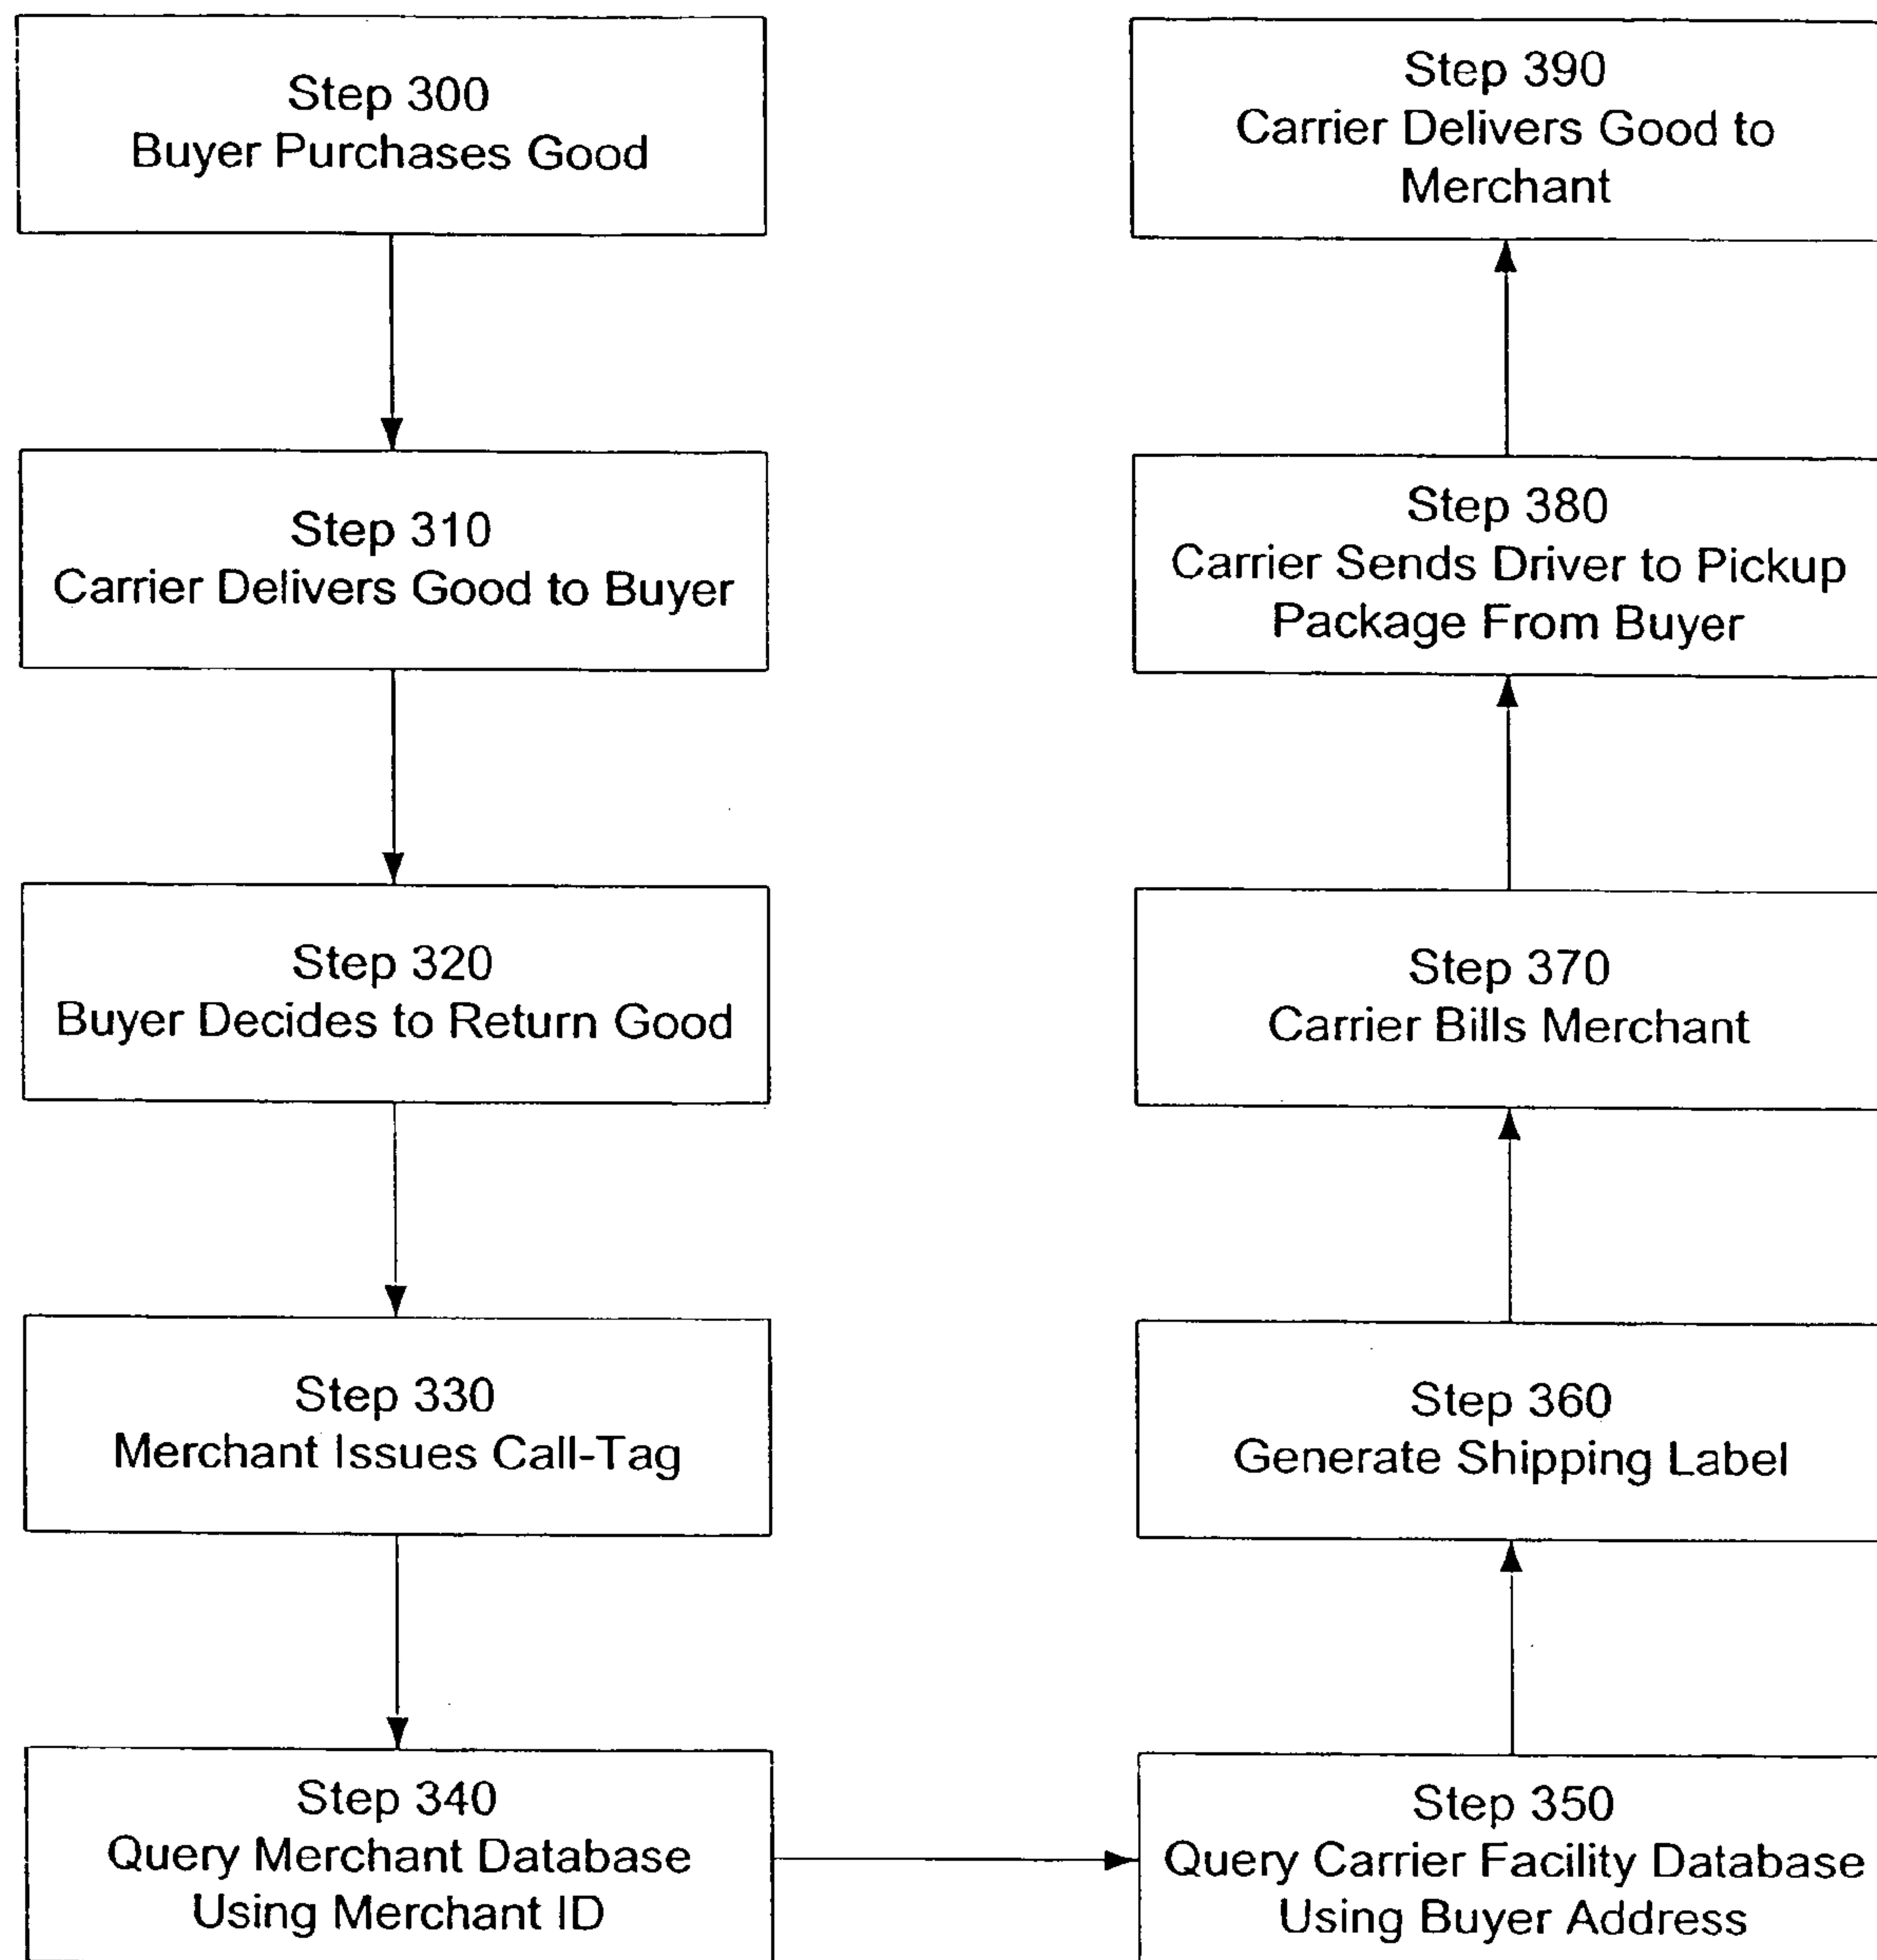 Step 300
Buyer Purchases Good
Step 310
Carrier Delivers Good to Buyer
Step 320
Buyer Decides to Return Good
Step 330
Merchant Issues Call-Tag
Step 340
Query Merchant Database
Using Merchant ID
Step 350
Query Carrier Facility Database
Using Buyer Address
Step 360
Generate Shipping Label
Step 370
Carrier Bills Merchant
Step 380
Carrier Sends Driver to Pickup
Package From Buyer
Step 390
Carrier Delivers Good to
Merchant